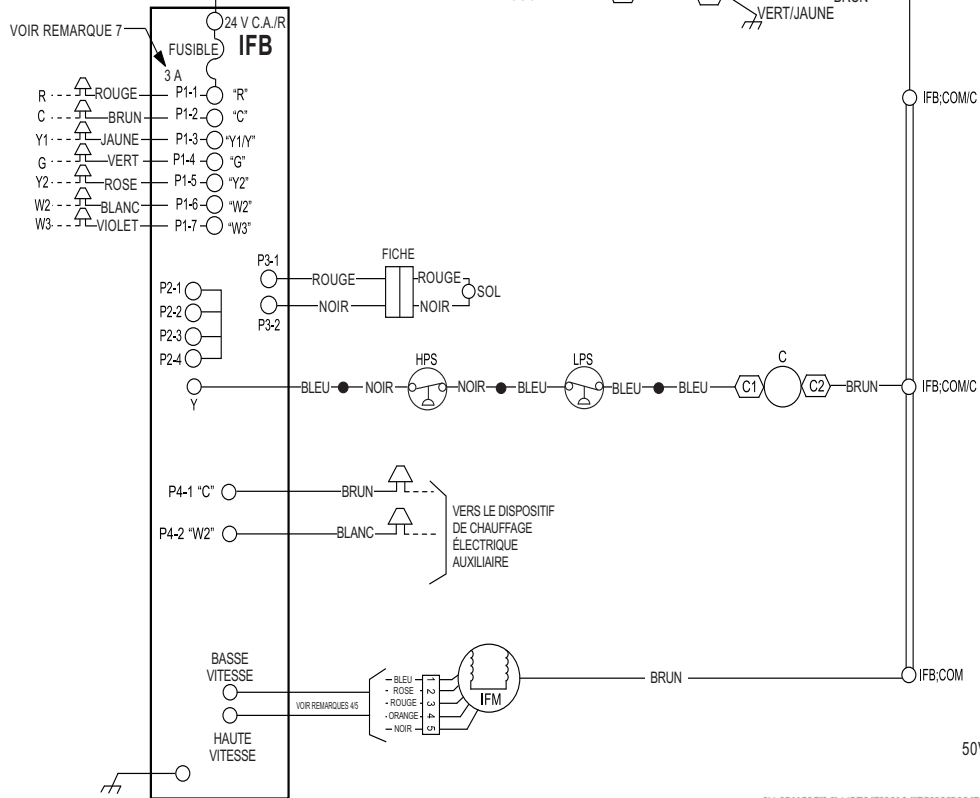 BRUN
VERT/JAUNE
VOIR REMARQUE 7
24 V C.A./R
FUSIBLE
IFB
3 A
R
ROUGE
P1-1
"R"
C
BRUN
P1-2
"C"
Y1
JAUNE
P1-3
"Y1/Y"
G
VERT
P1-4
"G"
Y2
ROSE
P1-5
"Y2"
W2
BLANC
P1-6
"W2"
W3
VIOLET
P1-7
"W3"
IFB;COM/C
P3-1
FICHE
ROUGE
ROUGE
SOL
NOIR
NOIR
P3-2
P2-1
P2-2
P2-3
P2-4
Y
HPS
LPS
C
BLEU
NOIR
NOIR
BLEU
BLEU
BLEU
C1
C2
BRUN
IFB;COM/C
P4-1 "C"
BRUN
P4-2 "W2"
BLANC
VERS LE DISPOSITIF
DE CHAUFFAGE
ÉLECTRIQUE
AUXILIAIRE
BASSE
VITESSE
HAUTE
VITESSE
VOIR REMARQUES 4/5
BLEU 1
ROSE 2
ROUGE 3
ORANGE 4
NOIR 5
IFM
BRUN
IFB;COM